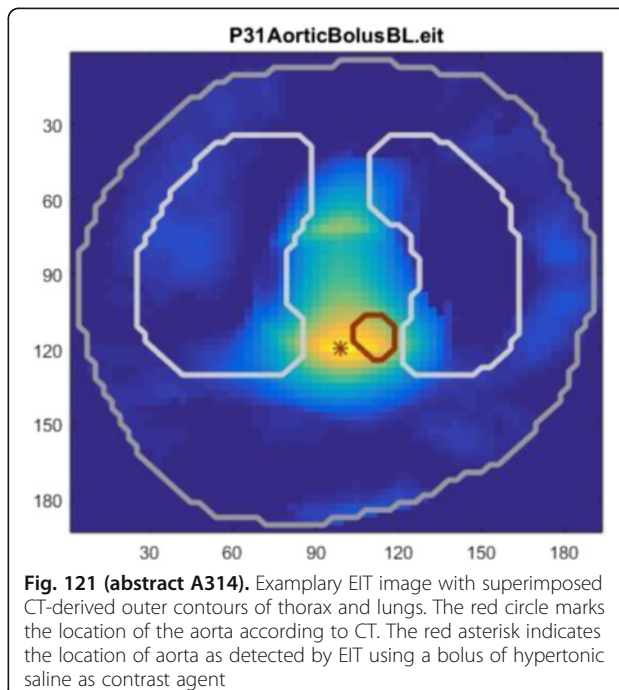 P31AorticBolusBL.eit
30
60
90
120
150
180
30 60 90 120 150 180
Fig. 121 (abstract A314). Examplary EIT image with superimposed
CT-derived outer contours of thorax and lungs. The red circle marks
the location of the aorta according to CT. The red asterisk indicates
the location of aorta as detected by EIT using a bolus of hypertonic
saline as contrast agent